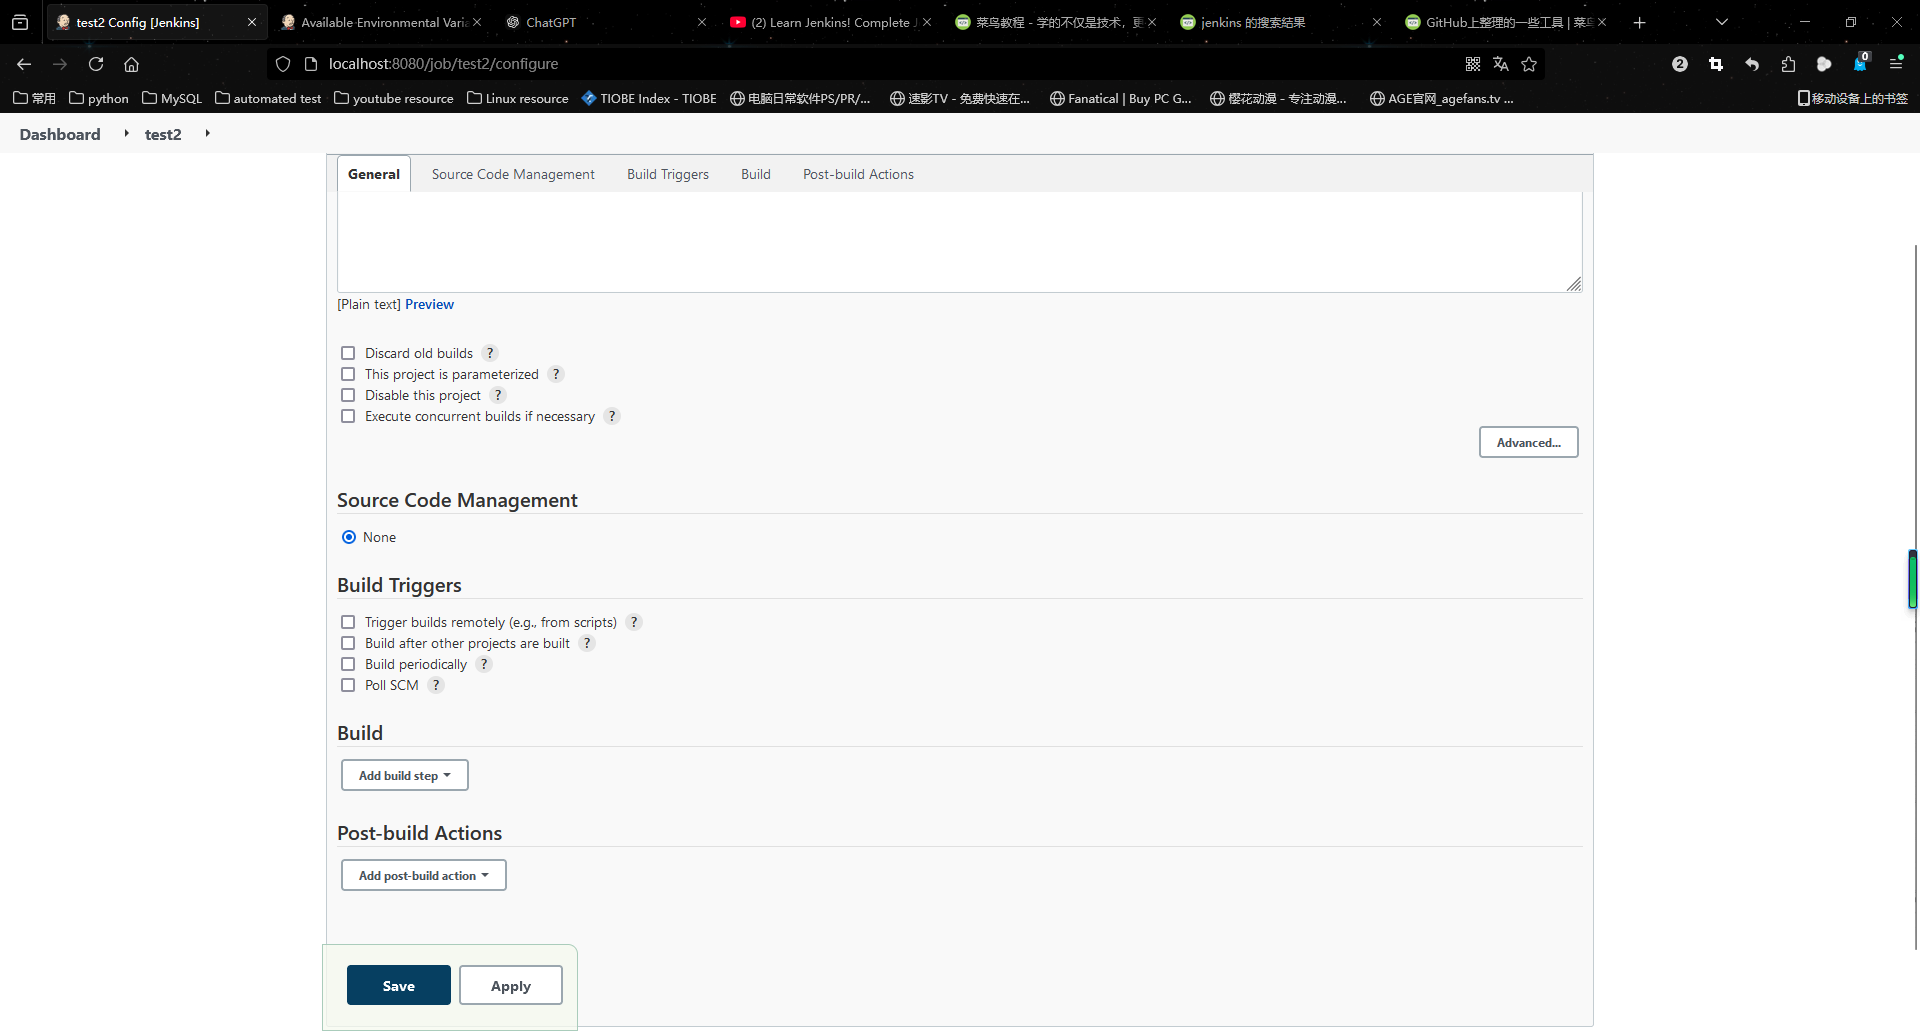 test2 Config [Jenkins]
Available Environmental Varia
ChatGPT
(2) Learn Jenkins! Complete J
菜鸟教程 - 学的不仅是技术，更
jenkins 的搜索结果
GitHub上整理的一些工具 | 菜鸟
localhost:8080/job/test2/configure
2
0
常用
python
MySQL
automated test
youtube resource
Linux resource
TIOBE Index - TIOBE
电脑日常软件PS/PR/...
速影TV - 免费快速在...
Fanatical | Buy PC G...
樱花动漫 - 专注动漫...
AGE官网_agefans.tv ...
移动设备上的书签
Dashboard
test2
General
Source Code Management
Build Triggers
Build
Post-build Actions
[Plain text] Preview
Discard old builds ?
This project is parameterized ?
Disable this project ?
Execute concurrent builds if necessary ?
Advanced...
Source Code Management
None
Build Triggers
Trigger builds remotely (e.g., from scripts) ?
Build after other projects are built ?
Build periodically ?
Poll SCM ?
Build
Add build step
Post-build Actions
Add post-build action
Save
Apply